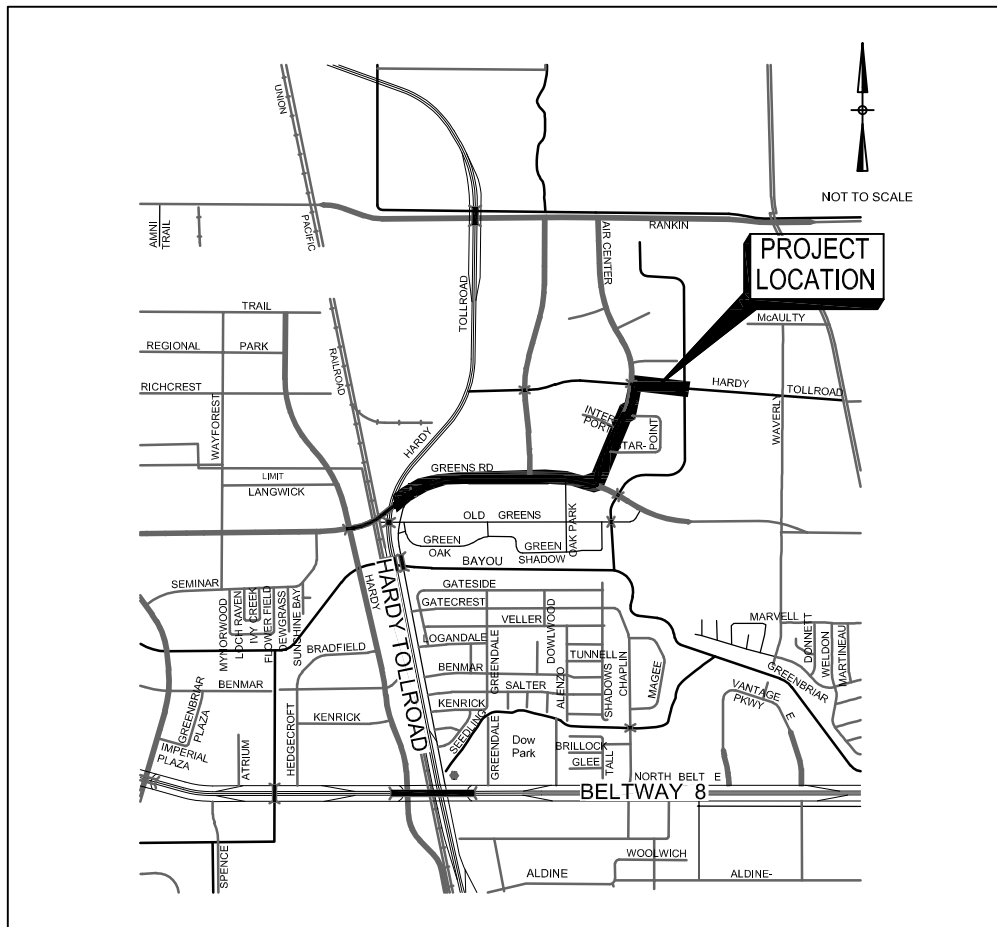 UNION
PACIFIC
NOT TO SCALE
AMNI
TRAIL
RANKIN
AIR CENTER
PROJECT
LOCATION
TOLLROAD
TRAIL
McAULTY
REGIONAL PARK
RAILROAD
RICHCREST
HARDY TOLLROAD
WAYFOREST
INTER-
PORT
STAR-
POINT
WAVERLY
HARDY
GREENS RD
LIMIT
LANGWICK
OLD GREENS
OAK PARK
GREEN
OAK
GREEN
SHADOW
BAYOU
HARDY
HARDY TOLLROAD
SEMINAR
GATESIDE
GATECREST
VELLER
MYNORWOOD
LOCH RAVEN
IVY CREEK
FLOWER FIELD
DEWGRASS
SUNSHINE BAY
BRADFIELD
LOGANDALE
GREENDALE
DOWLWOOD
TUNNELL
MARVELL
DONNETT
WELDON
MARTINEAU
BENMAR
BENMAR
SALTER
ALENZO
SHADOWS
CHAPLIN
MAGEE
GREENBRIAR
VANTAGE
PKWY
E
KENRICK
KENRICK
SEEDLING
GREENBRIAR
PLAZA
IMPERIAL
PLAZA
ATRIUM
HEDGECROFT
GREENDALE
Dow
Park
BRILLOCK
GLEE
TALL
NORTH BELT E
BELTWAY 8
SPENCE
WOOLWICH
ALDINE
ALDINE-